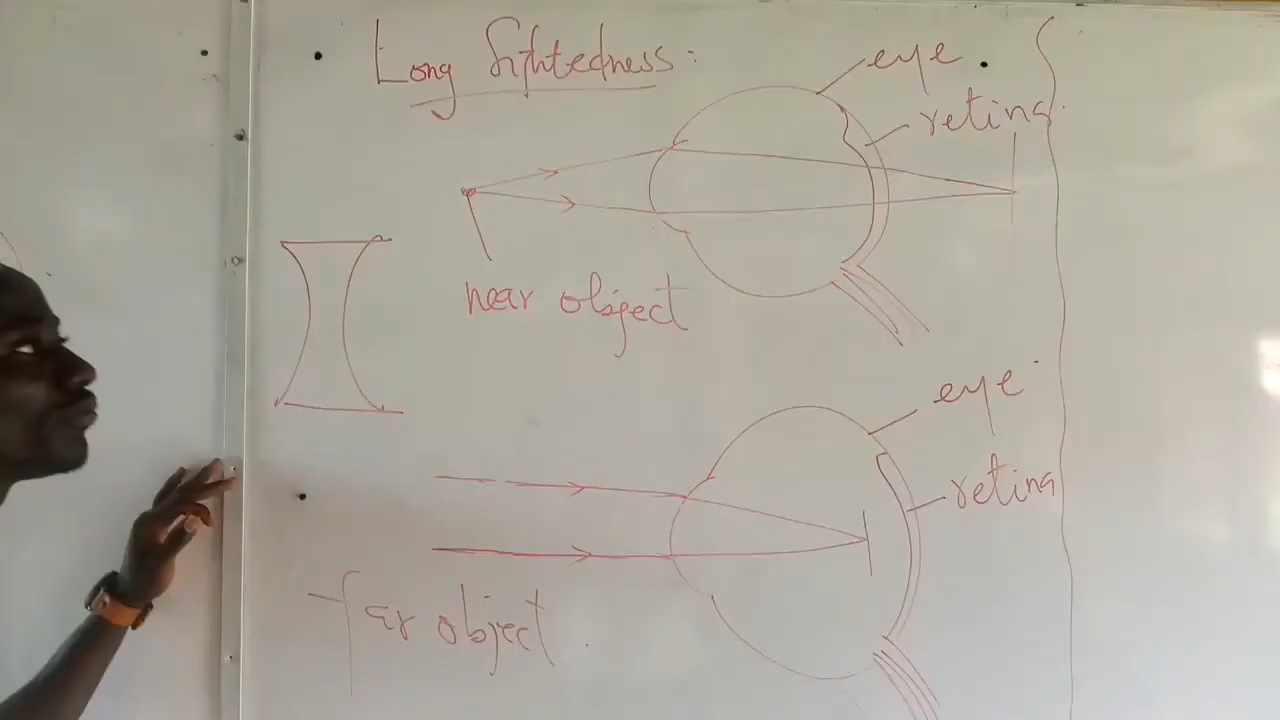 Long Sightedness:
eye
retina
near object
eye
retina
far object